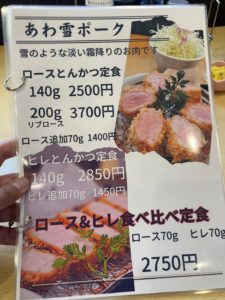 あわ雪ポーク
雪のような淡い霜降りのお肉です
ロースとんかつ定食
140g 2500円
200g 3700円
リブロース
ロース追加70g 1400円
ヒレとんかつ定食
140g 2850円
ヒレ追加70g 1450円
ロース&ヒレ食べ比べ定食
ロース70g ヒレ70g
2750円